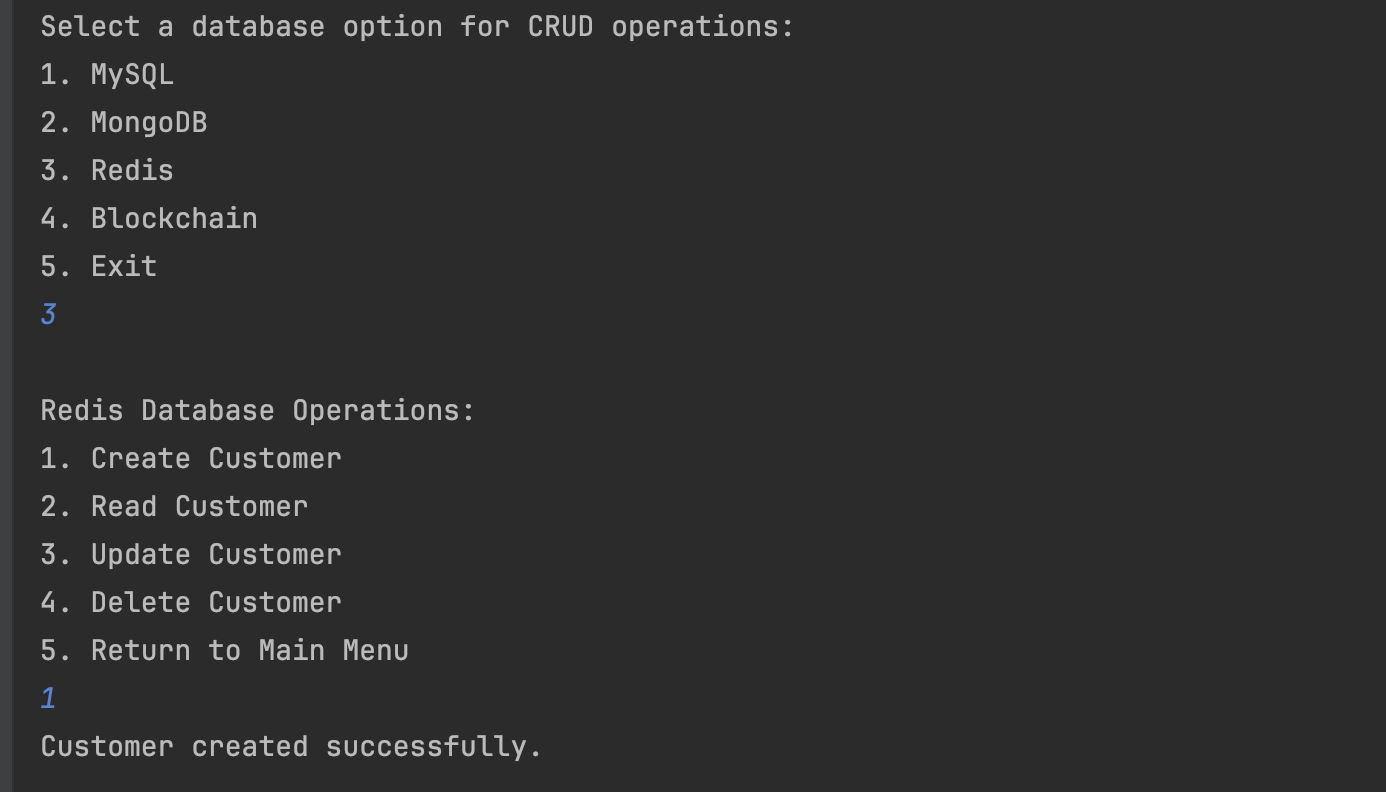 Select a database option for CRUD operations:
1. MySQL
2. MongoDB
3. Redis
4. Blockchain
5. Exit
3
Redis Database Operations:
1. Create Customer
2. Read Customer
3. Update Customer
4. Delete Customer
5. Return to Main Menu
1
Customer created successfully.